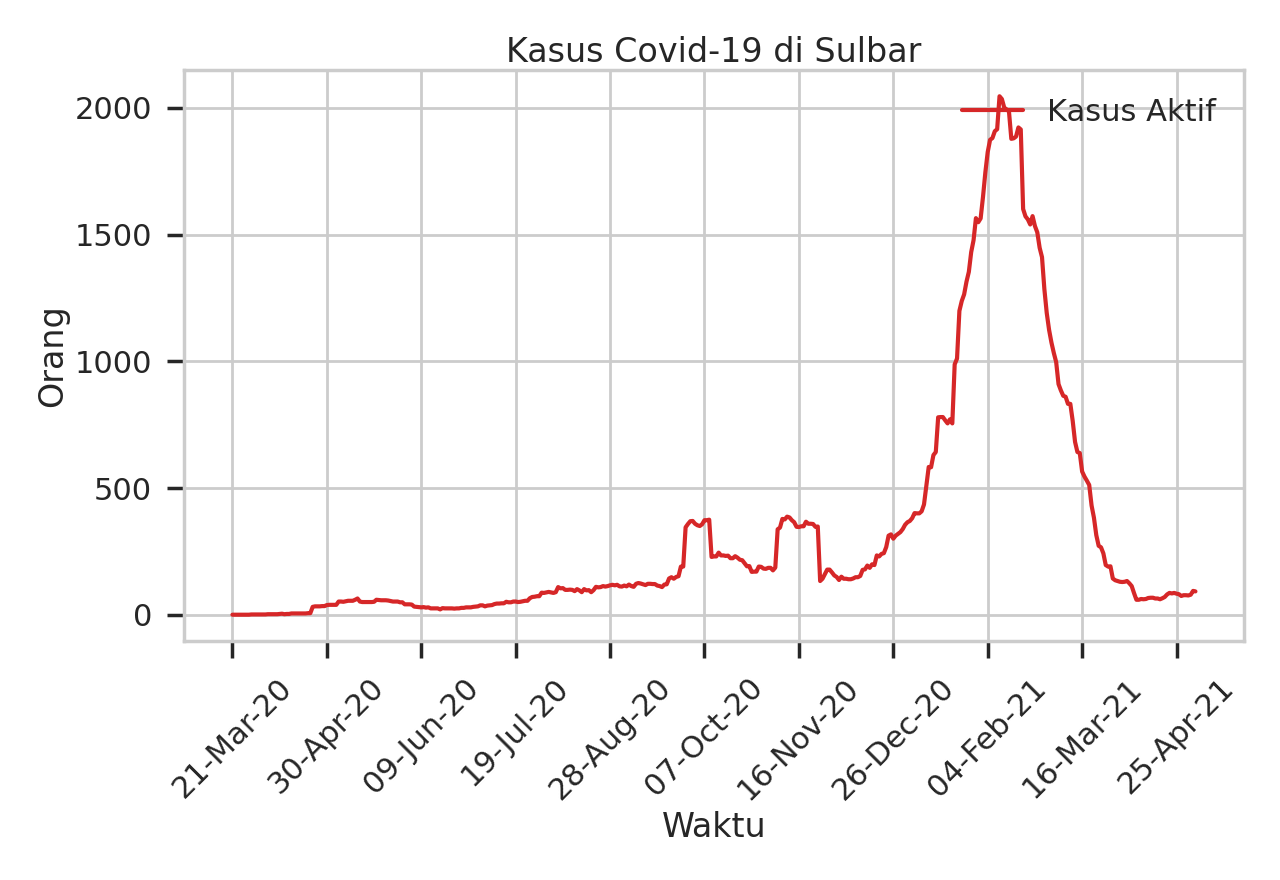 Kasus Covid-19 di Sulbar
Kasus Aktif
Orang
2000
1500
1000
500
0
21-Mar-20
30-Apr-20
09-Jun-20
19-Jul-20
28-Aug-20
07-Oct-20
16-Nov-20
26-Dec-20
04-Feb-21
16-Mar-21
25-Apr-21
Waktu